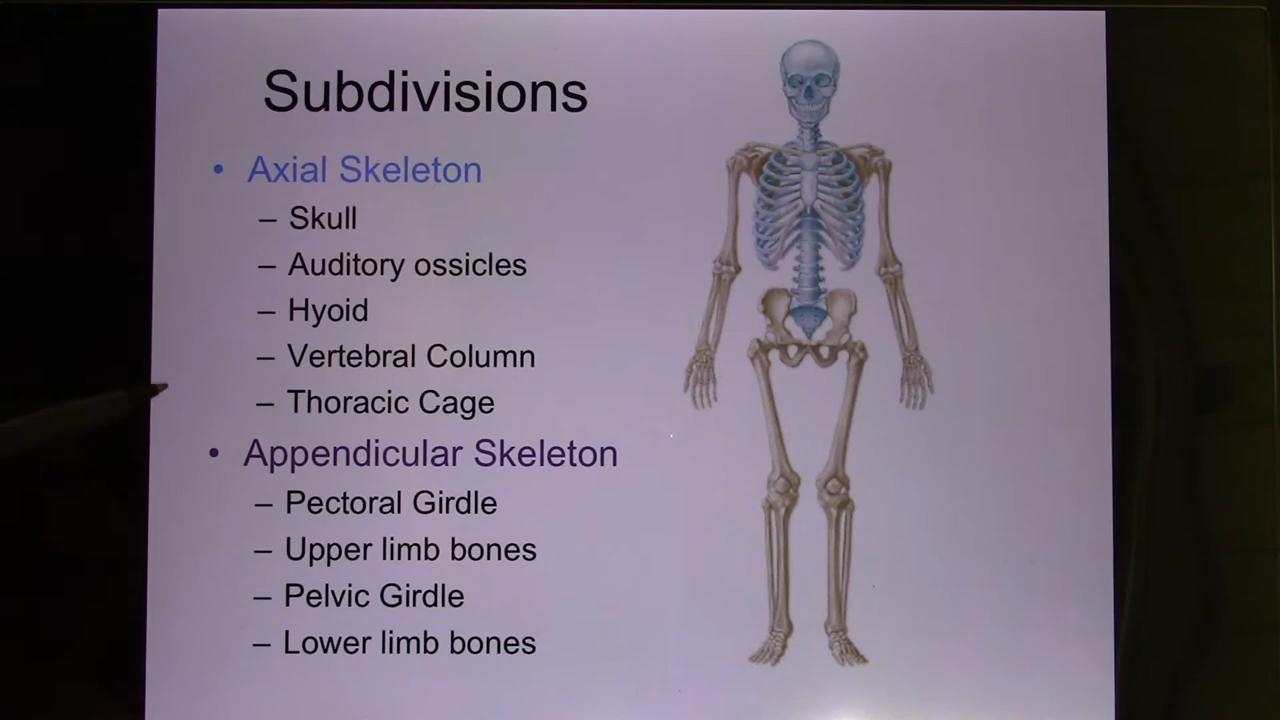 Subdivisions
• Axial Skeleton
– Skull
– Auditory ossicles
– Hyoid
– Vertebral Column
– Thoracic Cage
• Appendicular Skeleton
– Pectoral Girdle
– Upper limb bones
– Pelvic Girdle
– Lower limb bones